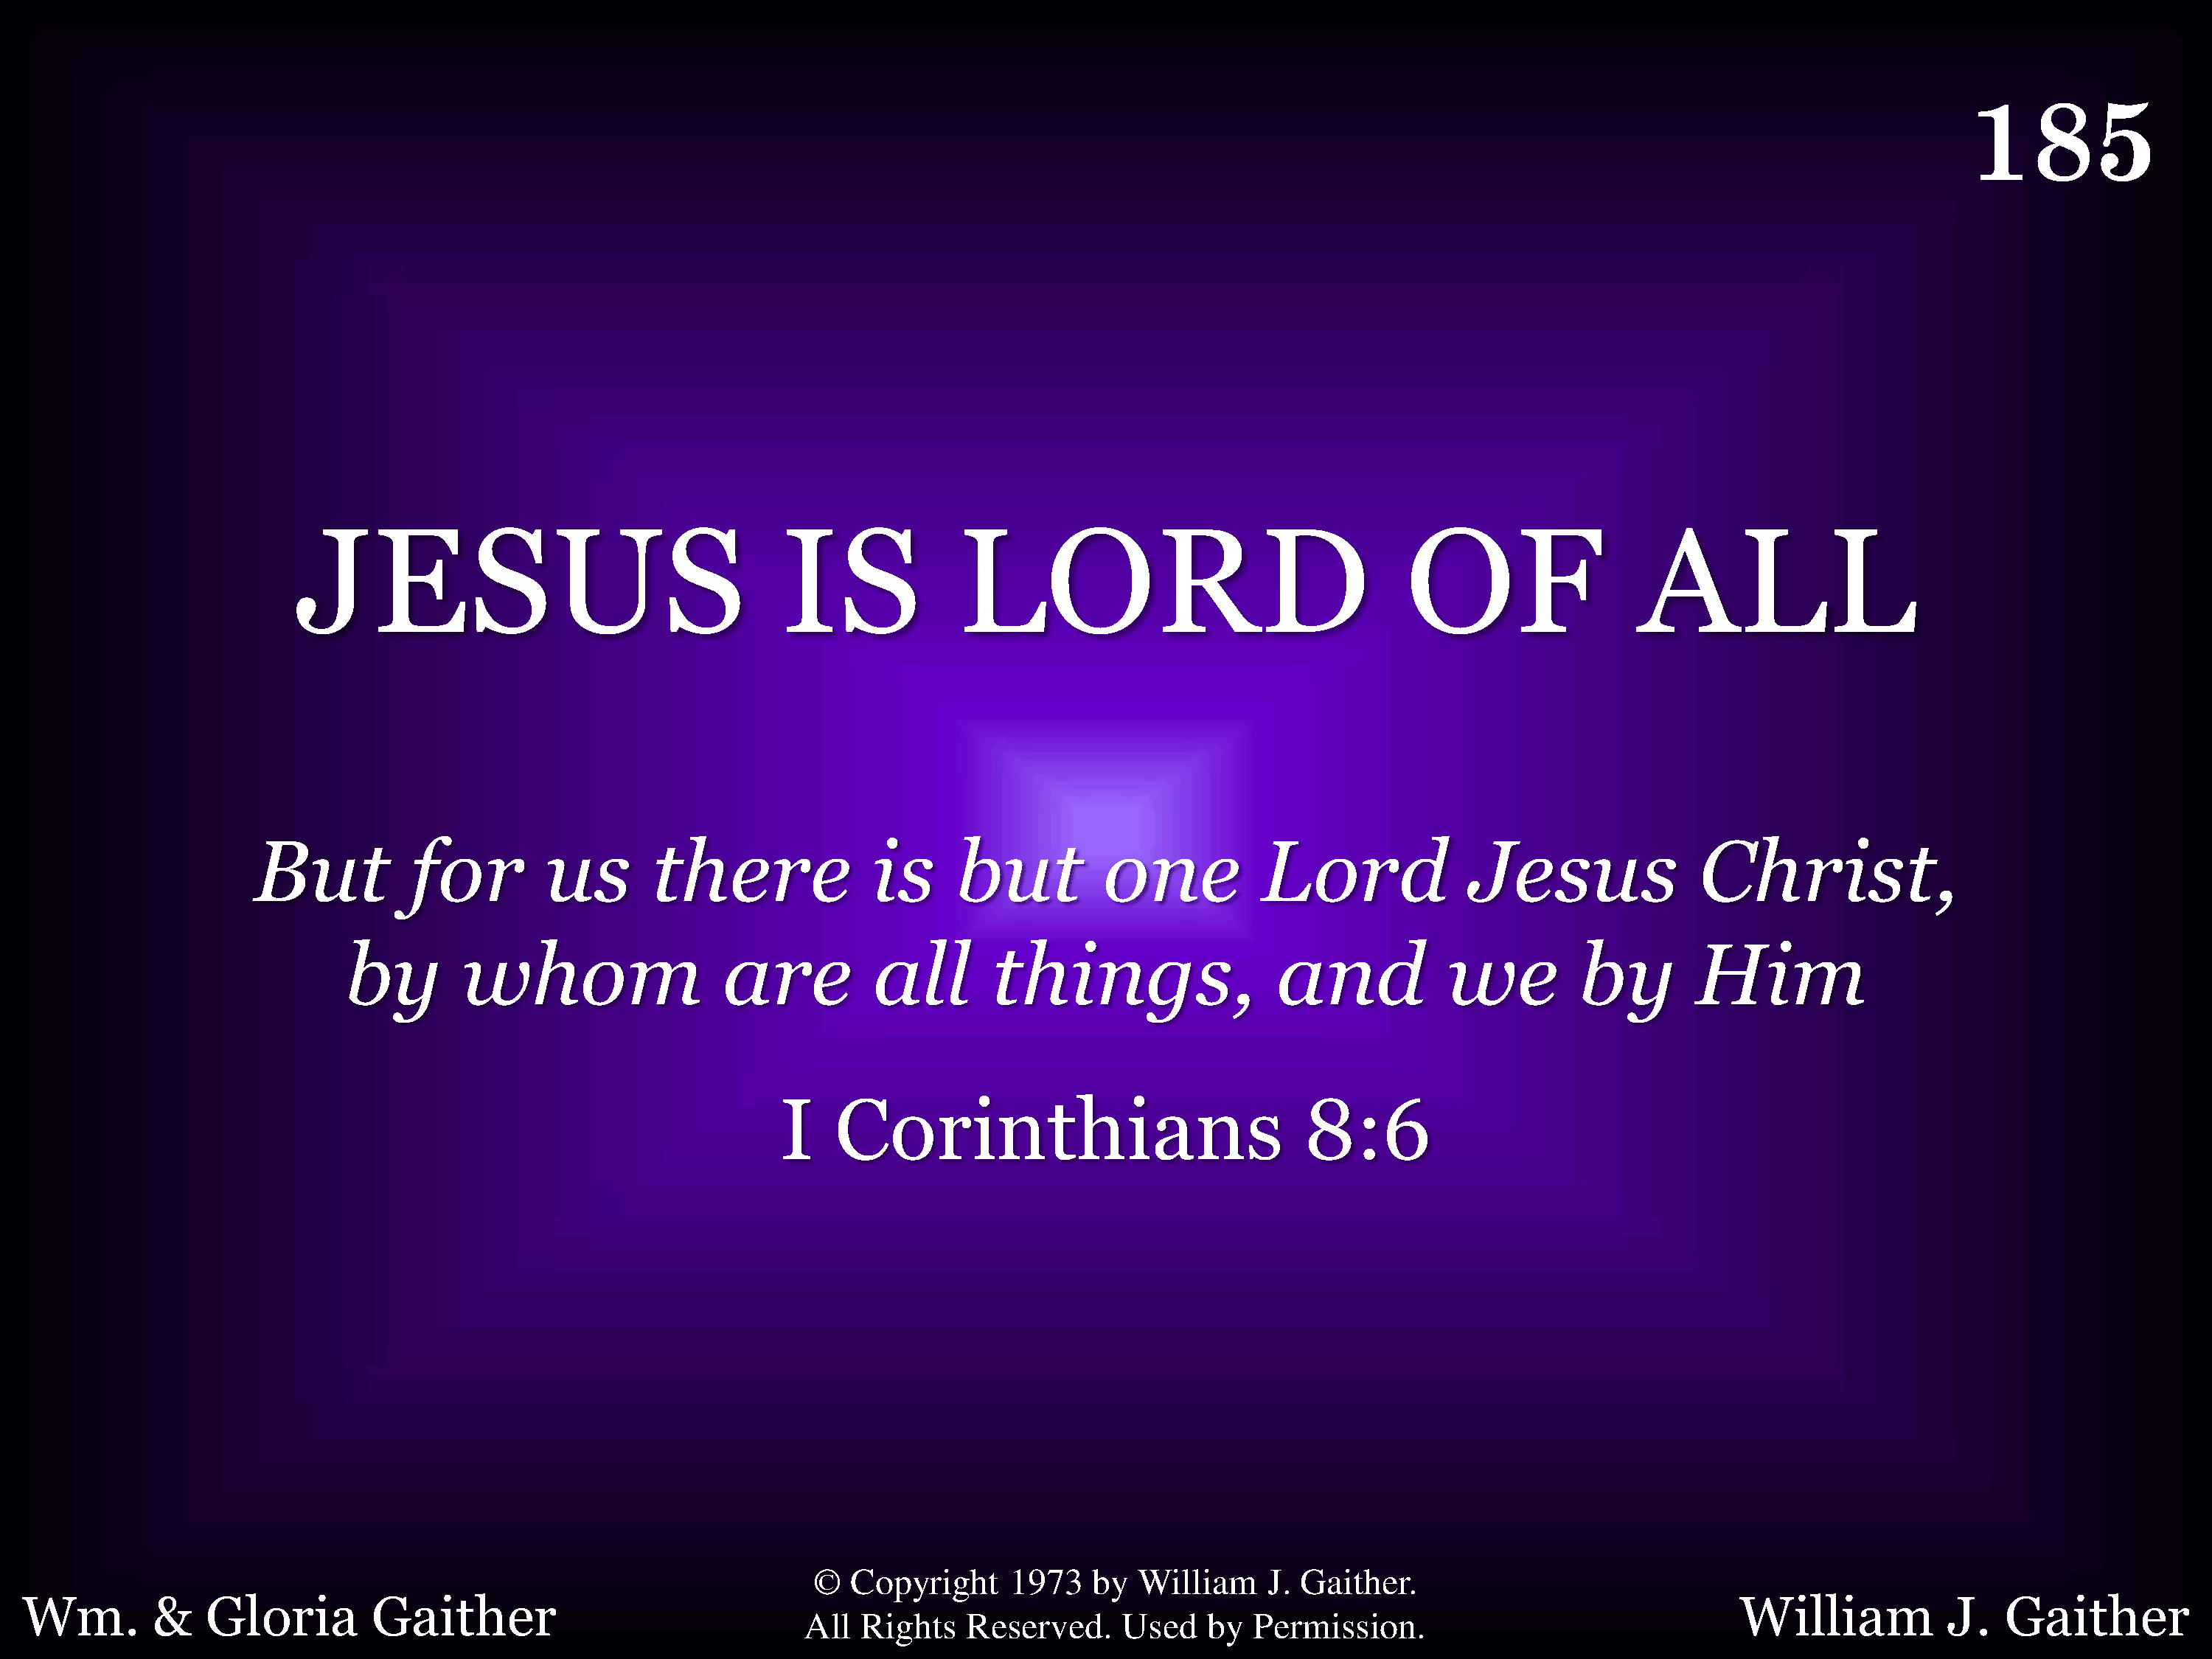 185
JESUS IS LORD OF ALL
But for us there is but one Lord Jesus Christ,
by whom are all things, and we by Him
I Corinthians 8:6
Wm. & Gloria Gaither
© Copyright 1973 by William J. Gaither.
All Rights Reserved. Used by Permission.
William J. Gaither